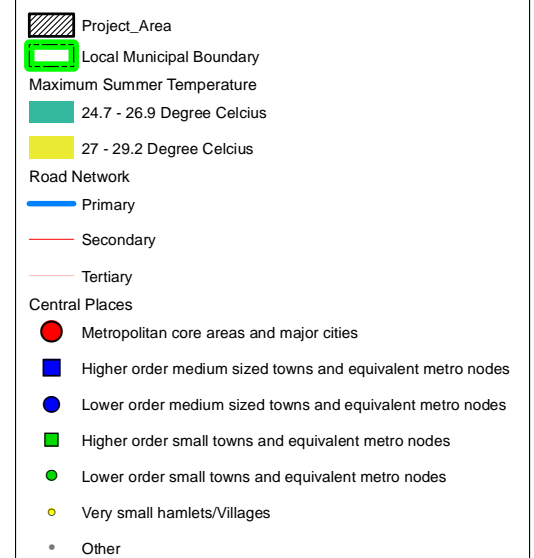 Project_Area
Local Municipal Boundary
Maximum Summer Temperature
24.7 - 26.9 Degree Celcius
27 - 29.2 Degree Celcius
Road Network
Primary
Secondary
Tertiary
Central Places
Metropolitan core areas and major cities
Higher order medium sized towns and equivalent metro nodes
Lower order medium sized towns and equivalent metro nodes
Higher order small towns and equivalent metro nodes
Lower order small towns and equivalent metro nodes
Very small hamlets/Villages
Other